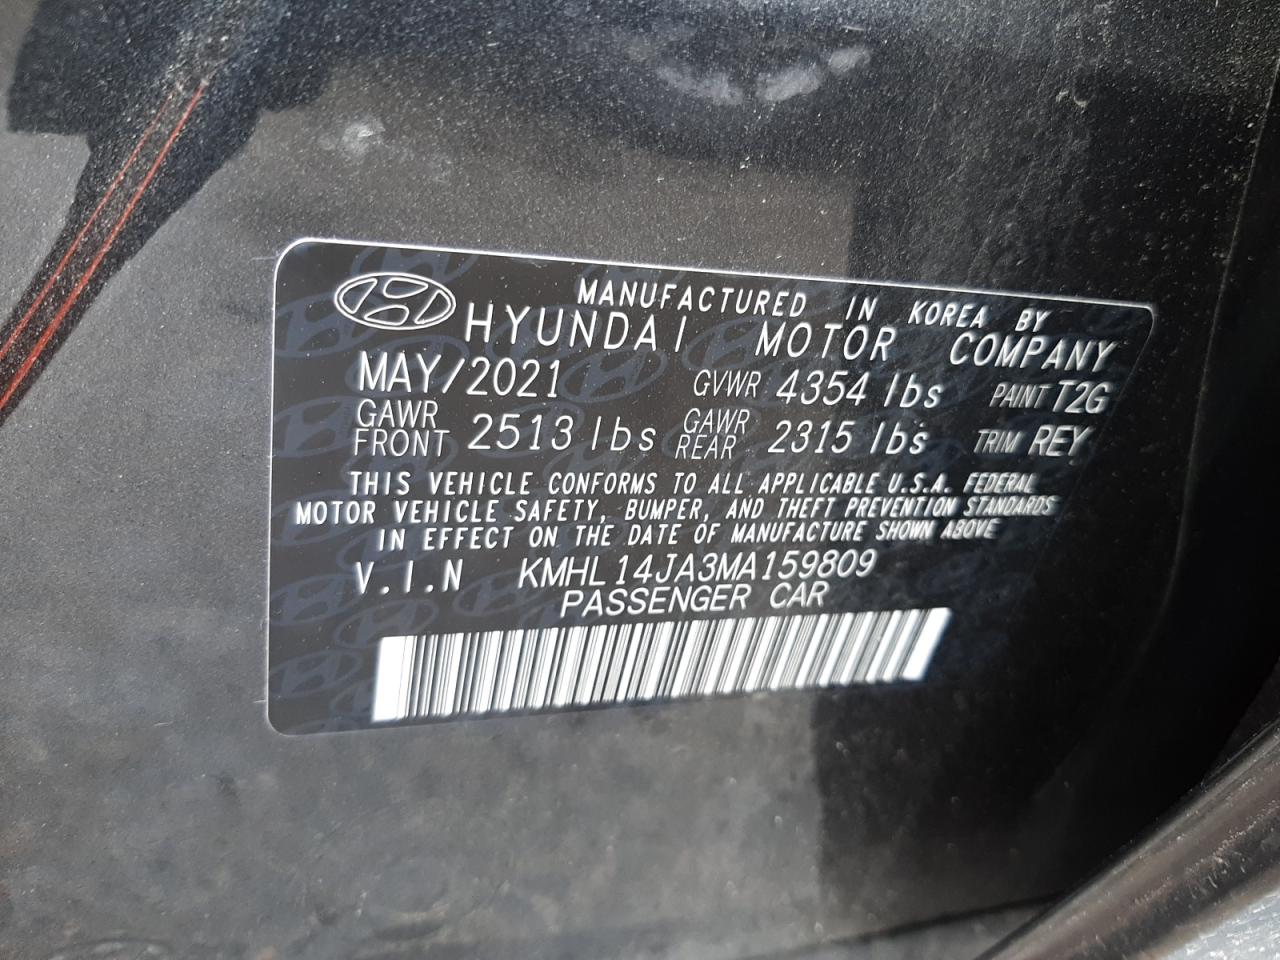 MANUFACTURED IN KOREA BY
HYUNDAI MOTOR COMPANY
MAY/2021 GVWR 4354 lbs PAINT T2G
GAWR FRONT 2513 lbs GAWR REAR 2315 lbs TRIM REY
THIS VEHICLE CONFORMS TO ALL APPLICABLE U.S.A. FEDERAL
MOTOR VEHICLE SAFETY, BUMPER, AND THEFT PREVENTION STANDARDS
IN EFFECT ON THE DATE OF MANUFACTURE SHOWN ABOVE
V.I.N KMHL14JA3MA159809
PASSENGER CAR